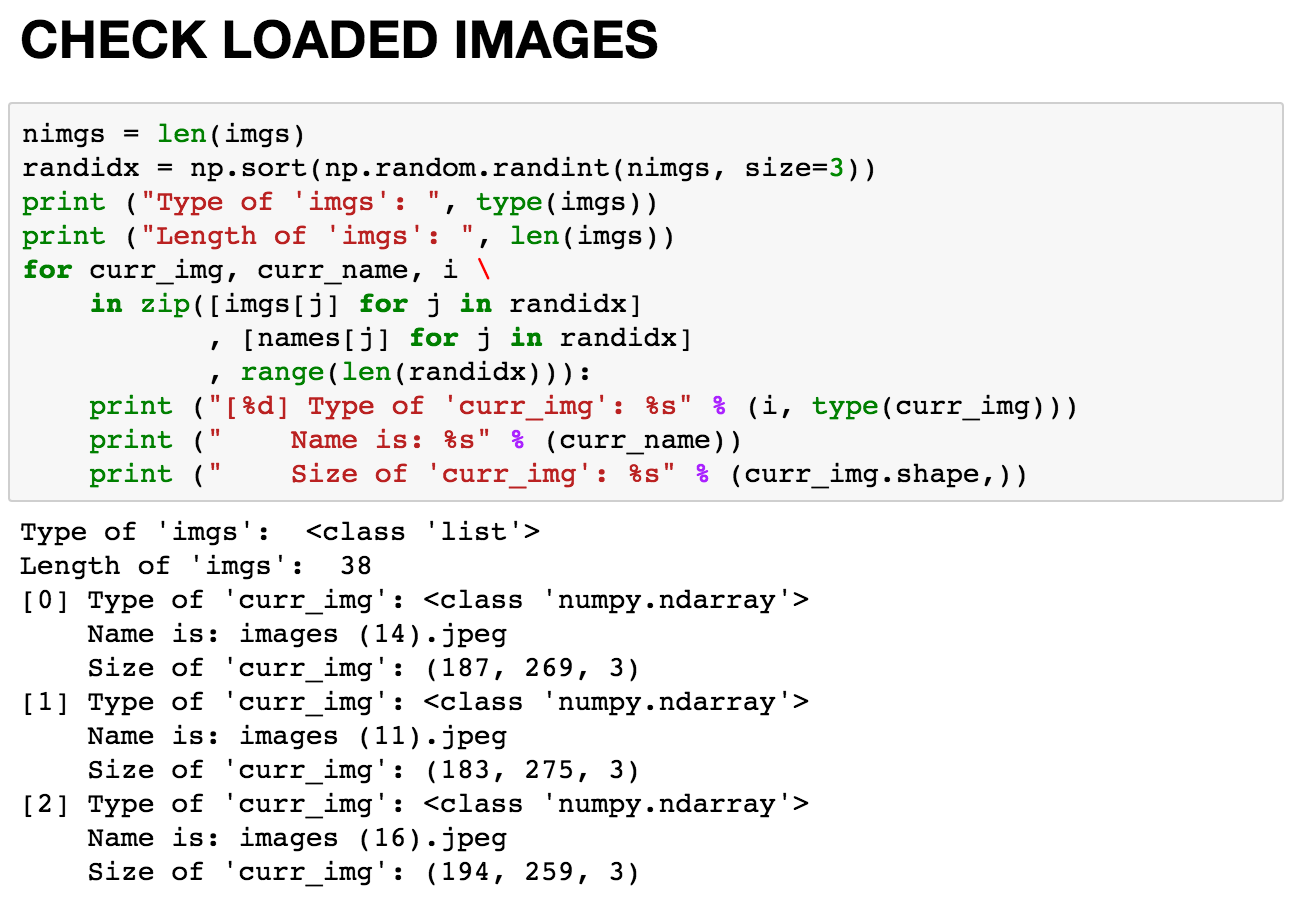 CHECK LOADED IMAGES
nimgs = len(imgs)
randidx = np.sort(np.random.randint(nimgs, size=3))
print ("Type of 'imgs': ", type(imgs))
print ("Length of 'imgs': ", len(imgs))
for curr_img, curr_name, i \
    in zip([imgs[j] for j in randidx]
           , [names[j] for j in randidx]
           , range(len(randidx))):
    print ("[%d] Type of 'curr_img': %s" % (i, type(curr_img)))
    print ("    Name is: %s" % (curr_name))
    print ("    Size of 'curr_img': %s" % (curr_img.shape,))
Type of 'imgs':  <class 'list'>
Length of 'imgs':  38
[0] Type of 'curr_img': <class 'numpy.ndarray'>
    Name is: images (14).jpeg
    Size of 'curr_img': (187, 269, 3)
[1] Type of 'curr_img': <class 'numpy.ndarray'>
    Name is: images (11).jpeg
    Size of 'curr_img': (183, 275, 3)
[2] Type of 'curr_img': <class 'numpy.ndarray'>
    Name is: images (16).jpeg
    Size of 'curr_img': (194, 259, 3)